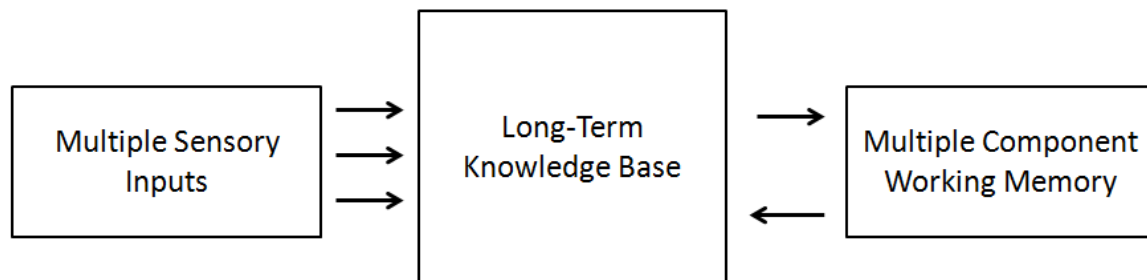 Multiple Sensory
Inputs
Long-Term
Knowledge Base
Multiple Component
Working Memory